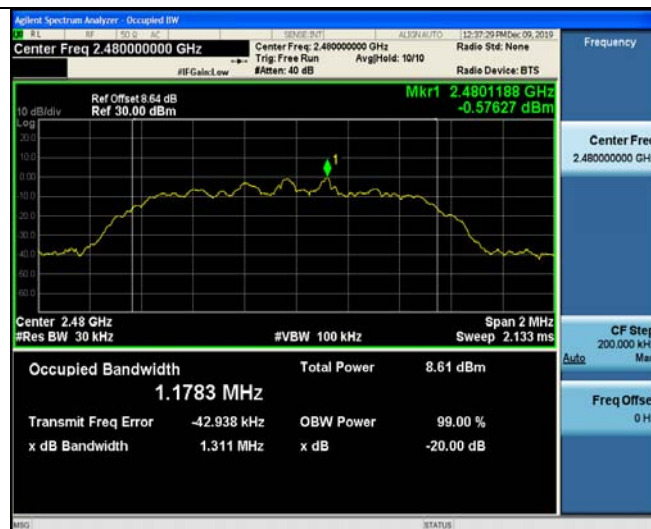 Agilent Spectrum Analyzer - Occupied BW
RL RF 50 Ω AC SENSE:INT ALIGN AUTO 12:37:29 PM Dec 09, 2019
Center Freq 2.480000000 GHz
Center Freq: 2.480000000 GHz Radio Std: None
Trig: Free Run Avg|Hold: 10/10
#IFGain:Low #Atten: 40 dB Radio Device: BTS
Frequency
Ref Offset 8.64 dB Mkr1 2.4801188 GHz
10 dB/div Ref 30.00 dBm -0.57627 dBm
Log
20.0
10.0
0.00
-10.0
-20.0
-30.0
-40.0
-50.0
-60.0
1
Center 2.48 GHz Span 2 MHz
#Res BW 30 kHz #VBW 100 kHz Sweep 2.133 ms
Occupied Bandwidth Total Power 8.61 dBm
1.1783 MHz
Transmit Freq Error -42.938 kHz OBW Power 99.00 %
x dB Bandwidth 1.311 MHz x dB -20.00 dB
Center Fre
2.480000000 GH
CF Step
200.000 kH
Auto Ma
Freq Offse
0 H
MSG STATUS